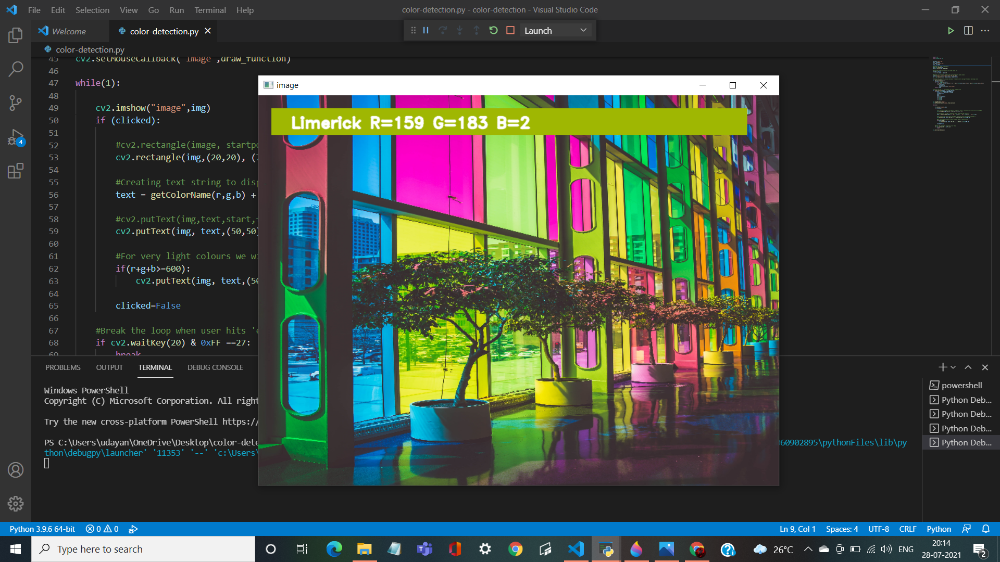 File Edit Selection View Go Run Terminal Help
color-detection.py - color-detection - Visual Studio Code
Welcome
color-detection.py
Launch
color-detection.py
45 cv2.setMouseCallback('image',draw_function)
46
47 while(1):
48
49 cv2.imshow("image",img)
50 if (clicked):
51
52 #cv2.rectangle(image, startpo
53 cv2.rectangle(img,(20,20), (7
54
55 #Creating text string to disp
56 text = getColorName(r,g,b) +
57
58 #cv2.putText(img,text,start,
59 cv2.putText(img, text,(50,50)
60
61 #For very light colours we wi
62 if(r+g+b>=600):
63 cv2.putText(img, text,(50
64
65 clicked=False
66
67 #Break the loop when user hits 'e
68 if cv2.waitKey(20) & 0xFF ==27:
69 break
image
Limerick R=159 G=183 B=2
PROBLEMS OUTPUT TERMINAL DEBUG CONSOLE
Windows PowerShell
Copyright (C) Microsoft Corporation. All right
Try the new cross-platform PowerShell https:/
PS C:\Users\udayan\OneDrive\Desktop\color-dete
060902895\pythonFiles\lib\py
thon\debugpy\launcher' '11353' '--' 'c:\Users\
powershell
Python Deb...
Python Deb...
Python Deb...
Python Deb...
4
Python 3.9.6 64-bit 0 0
Ln 9, Col 1 Spaces: 4 UTF-8 CRLF Python
Type here to search
26°C
ENG
20:14
28-07-2021
2